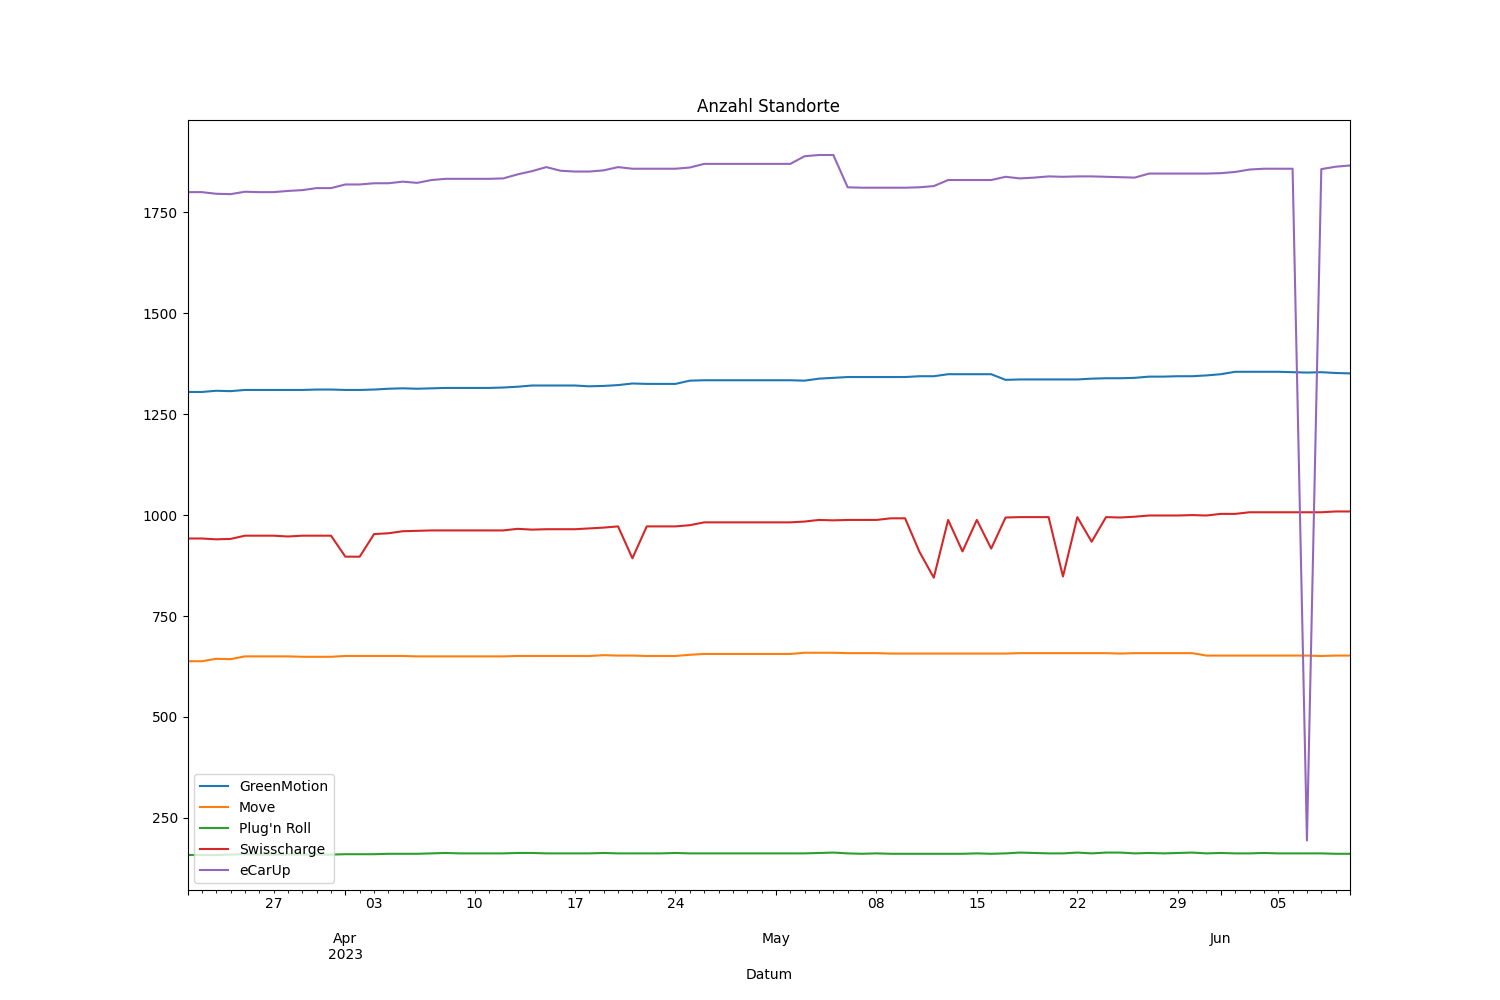 Anzahl Standorte
1750
1500
1250
1000
750
500
250
GreenMotion
Move
Plug'n Roll
Swisscharge
eCarUp
27 03 10 17 24 08 15 22 29 05
Apr May Jun
2023
Datum